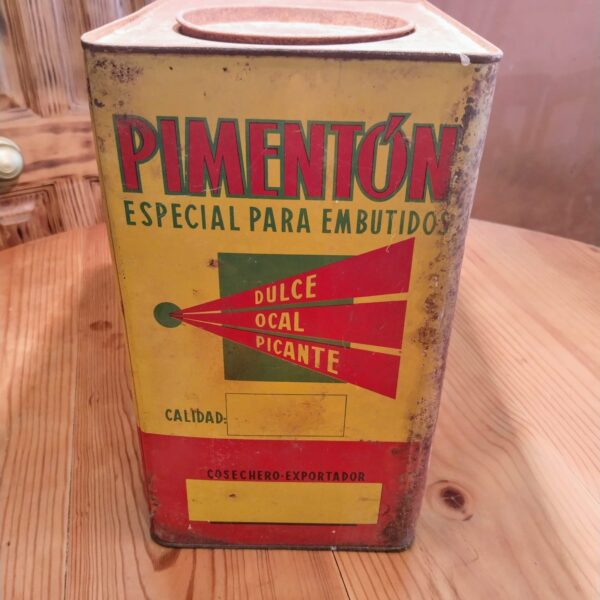 PIMENTÓN
ESPECIAL PARA EMBUTIDOS
DULCE
OCAL
PICANTE
CALIDAD:
COSECHERO-EXPORTADOR